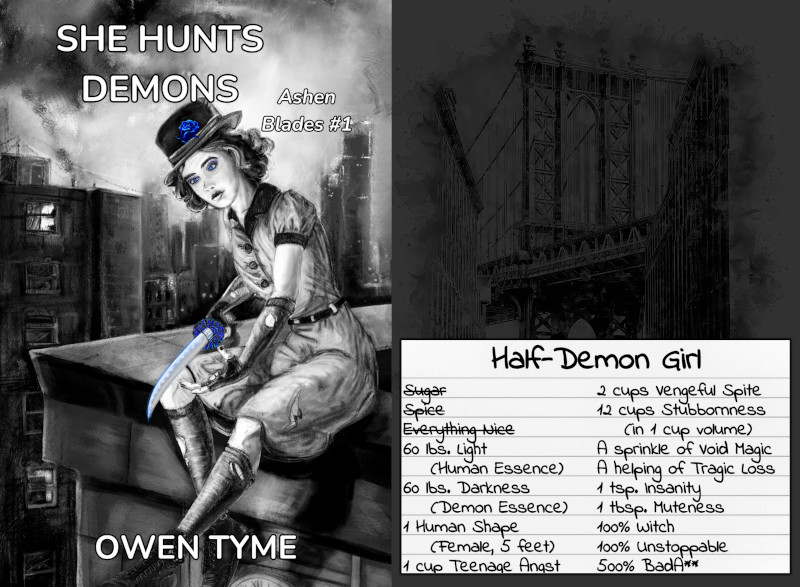 SHE HUNTS
DEMONS
Ashen
Blades #1
OWEN TYME
Half-Demon Girl
Sugar
Spice
Everything Nice
60 lbs. Light
(Human Essence)
60 lbs. Darkness
(Demon Essence)
1 Human Shape
(Female, 5 feet)
1 cup Teenage Angst
2 cups Vengeful Spite
12 cups Stubbornness
(in 1 cup volume)
A sprinkle of Void Magic
A helping of Tragic Loss
1 tsp. Insanity
1 tbsp. Muteness
100% Witch
100% Unstoppable
500% BadA**